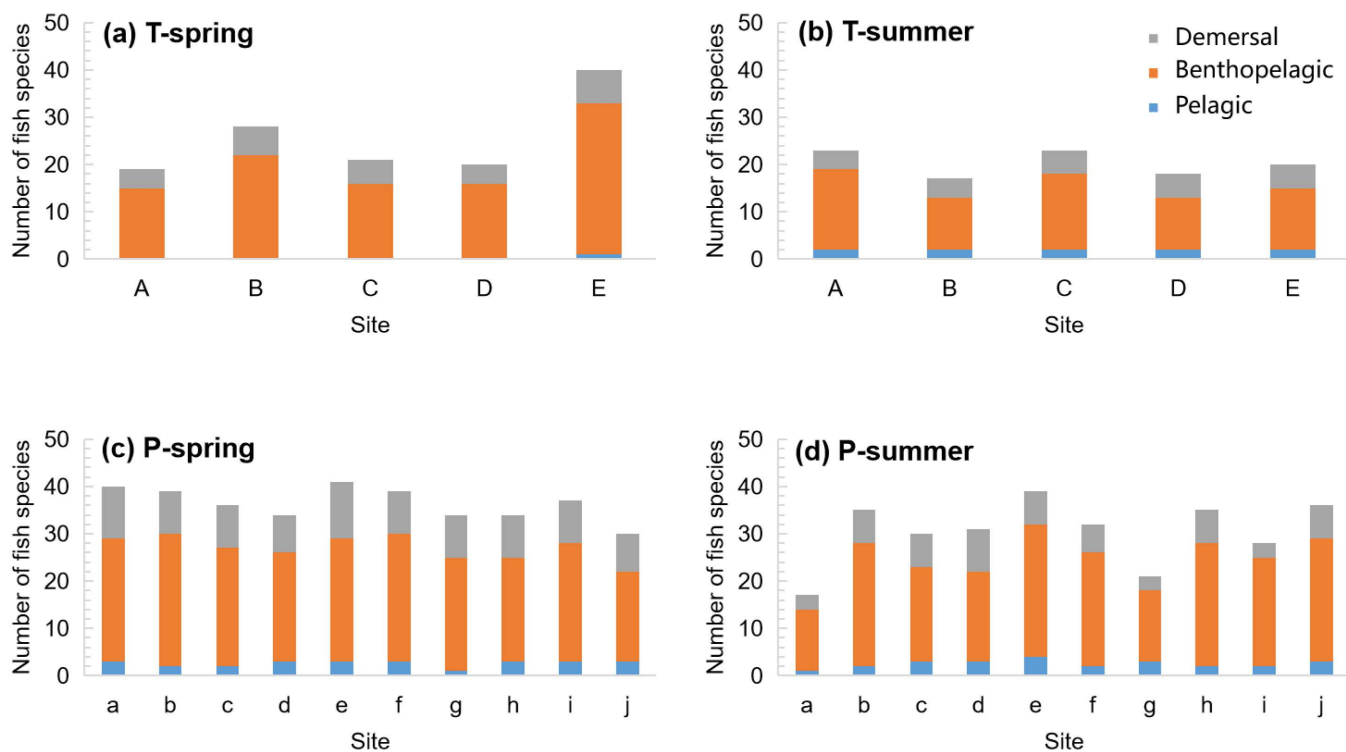 (a) T-spring
Number of fish species
50
40
30
20
10
0
A B C D E
Site
(b) T-summer
Number of fish species
50
40
30
20
10
0
A B C D E
Site
Demersal
Benthopelagic
Pelagic
(c) P-spring
Number of fish species
50
40
30
20
10
0
a b c d e f g h i j
Site
(d) P-summer
Number of fish species
50
40
30
20
10
0
a b c d e f g h i j
Site